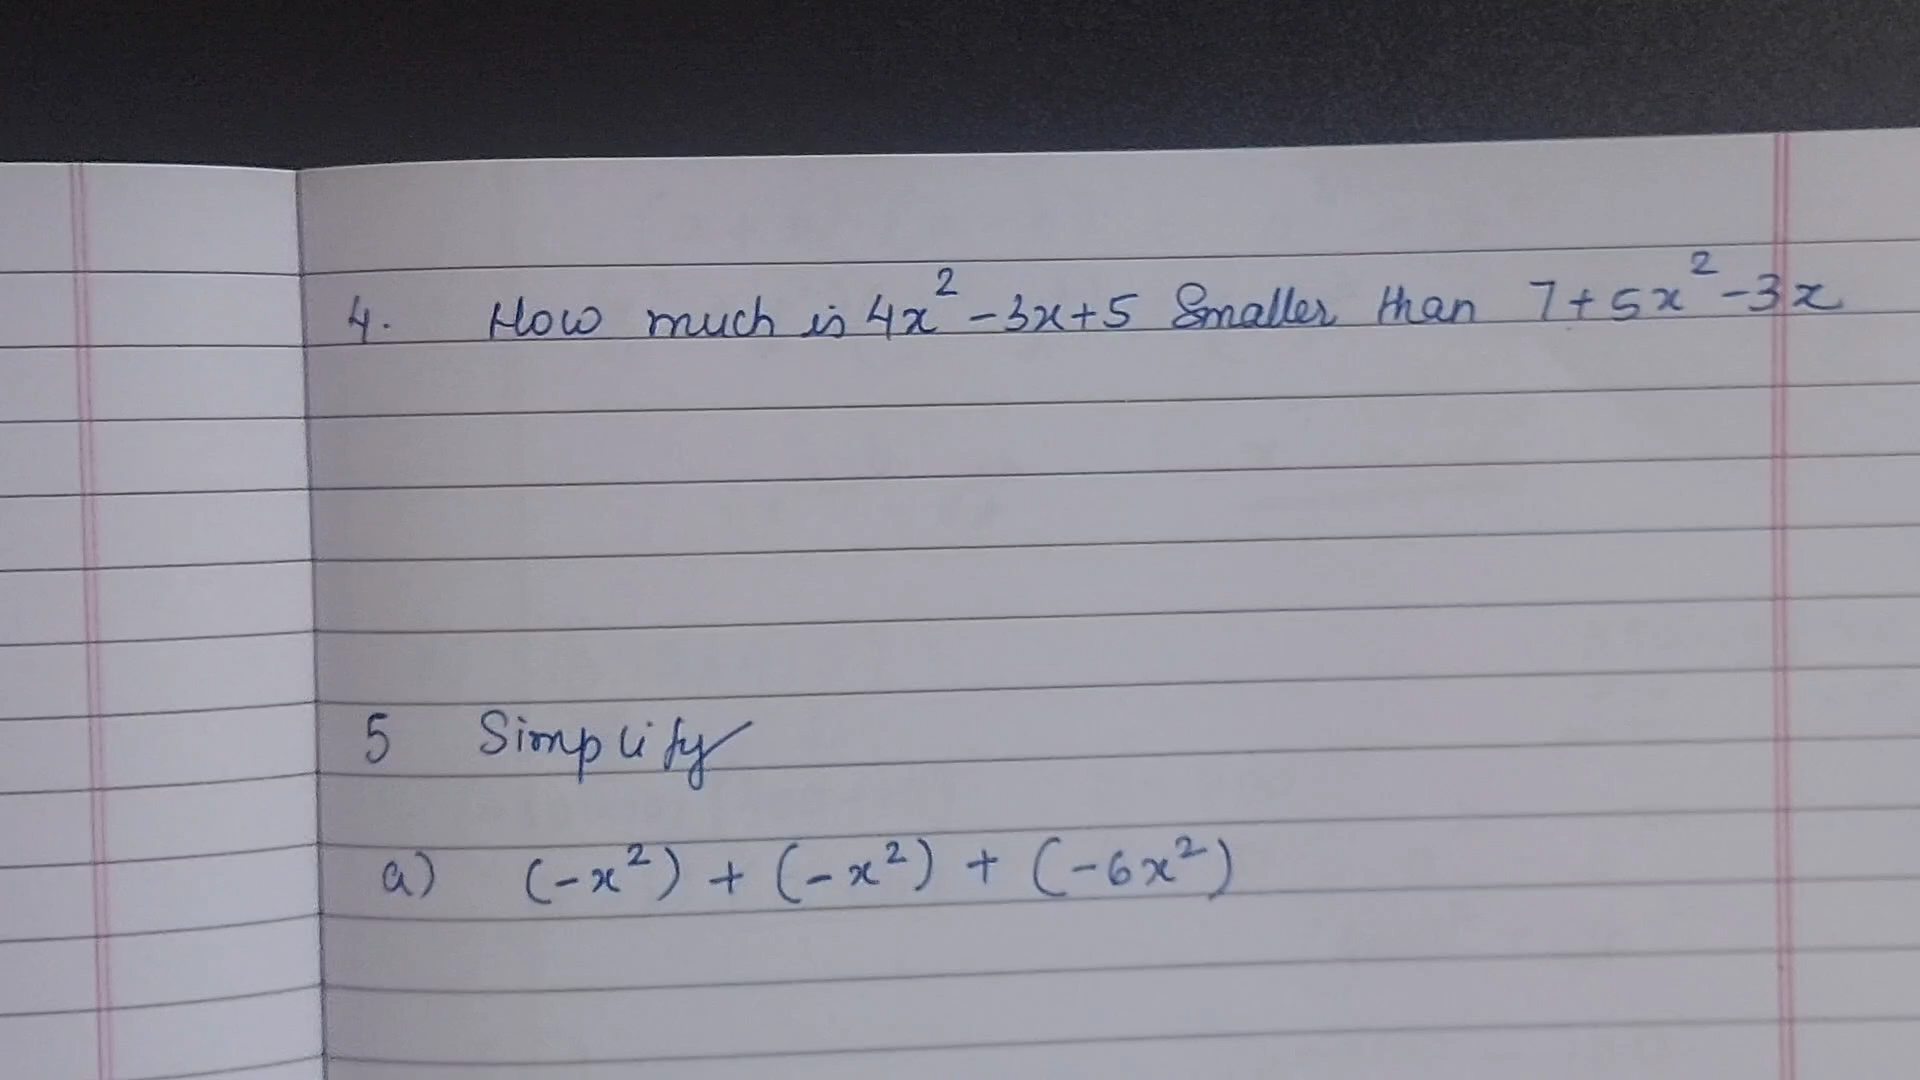 4. How much is 4x² - 3x + 5 Smaller than 7 + 5x² - 3x
5 Simplify
a) (-x²) + (-x²) + (-6x²)